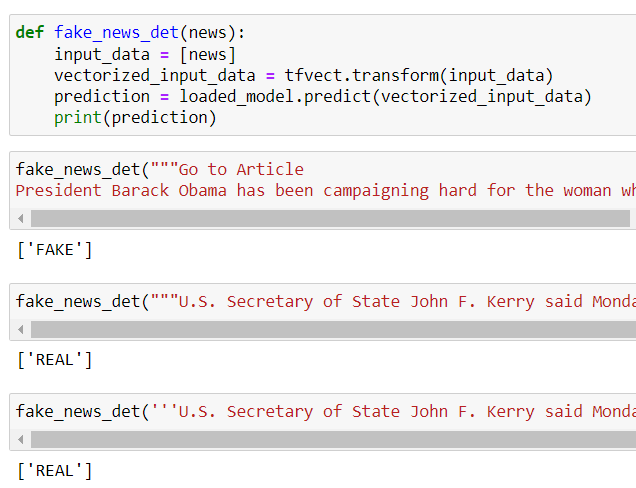 def fake_news_det(news):
    input_data = [news]
    vectorized_input_data = tfvect.transform(input_data)
    prediction = loaded_model.predict(vectorized_input_data)
    print(prediction)
fake_news_det("""Go to Article
President Barack Obama has been campaigning hard for the woman wh
['FAKE']
fake_news_det("""U.S. Secretary of State John F. Kerry said Monda
['REAL']
fake_news_det('''U.S. Secretary of State John F. Kerry said Monda
['REAL']